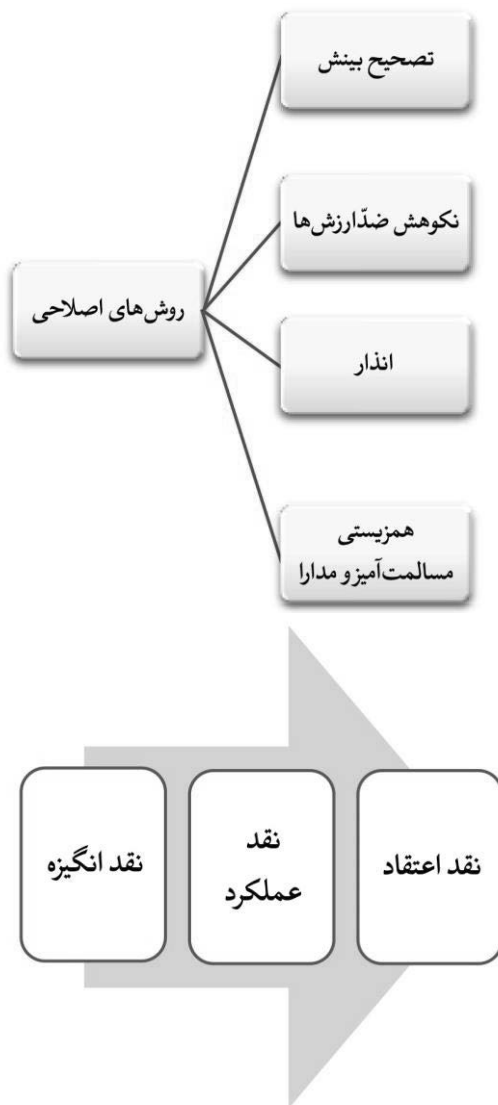 تصحیح بینش
نکوهش ضدّارزش‌ها
روش‌های اصلاحی
انذار
همزیستی
مسالمت‌آمیز و مدارا
نقد اعتقاد
نقد
عملکرد
نقد انگیزه